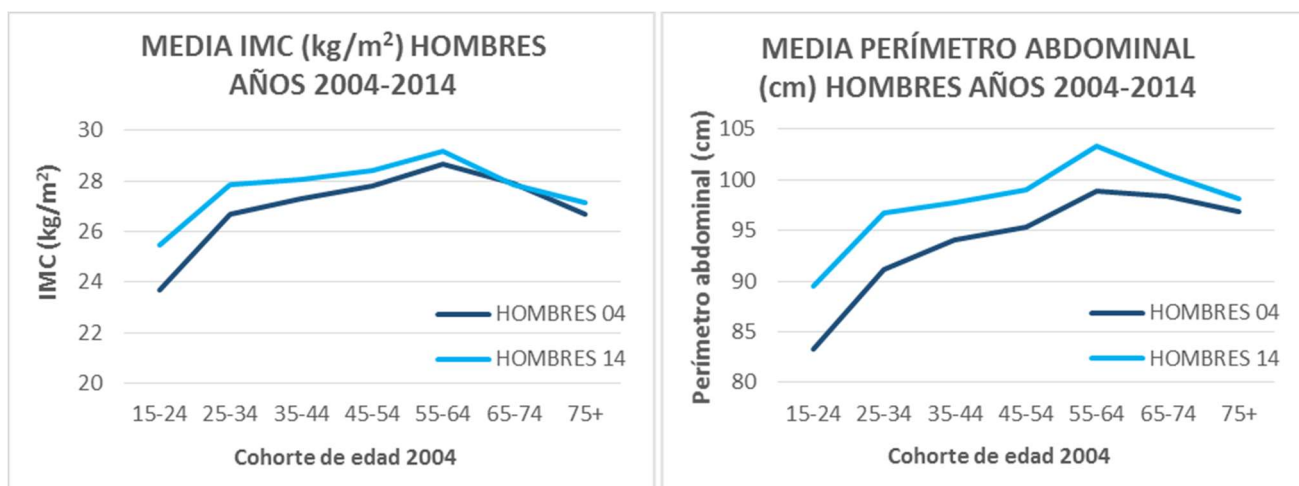 MEDIA IMC (kg/m²) HOMBRES
AÑOS 2004-2014
IMC (kg/m²)
30
28
26
24
22
20
HOMBRES 04
HOMBRES 14
15-24 25-34 35-44 45-54 55-64 65-74 75+
Cohorte de edad 2004
MEDIA PERÍMETRO ABDOMINAL
(cm) HOMBRES AÑOS 2004-2014
Perímetro abdominal (cm)
105
100
95
90
85
80
HOMBRES 04
HOMBRES 14
15-24 25-34 35-44 45-54 55-64 65-74 75+
Cohorte de edad 2004